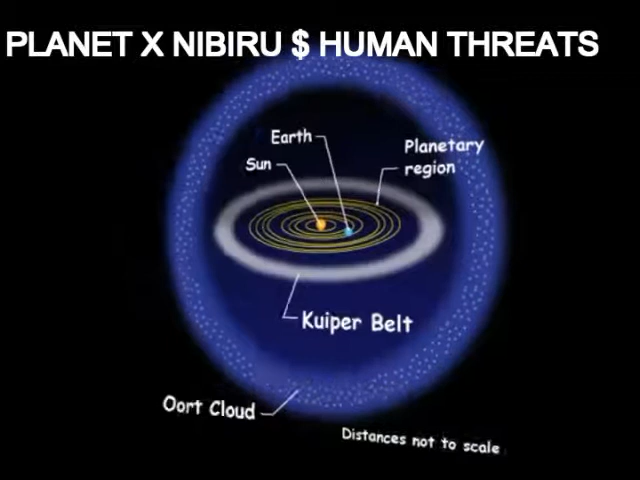 PLANET X NIBIRU $ HUMAN THREATS
Earth
Sun
Planetary
region
Kuiper Belt
Oort Cloud
Distances not to scale